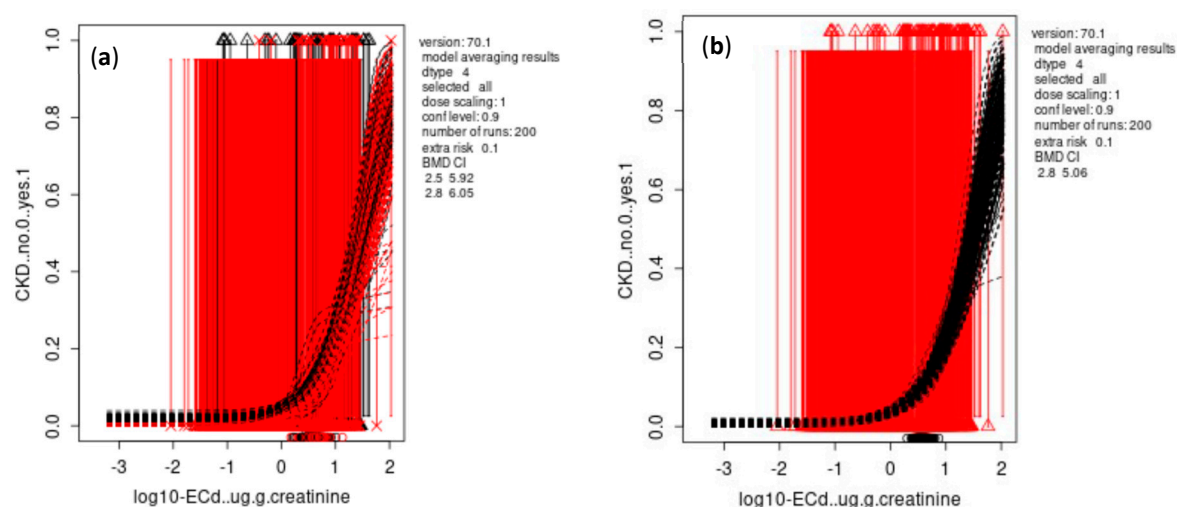 (a)
CKD..no.0..yes.1
1.0
0.8
0.6
0.4
0.2
0.0
-3 -2 -1 0 1 2
log10-ECd..ug.g.creatinine
version: 70.1
model averaging results
dtype 4
selected all
dose scaling: 1
conf level: 0.9
number of runs: 200
extra risk 0.1
BMD CI
2.5 5.92
2.8 6.05
(b)
CKD..no.0..yes.1
1.0
0.8
0.6
0.4
0.2
0.0
-3 -2 -1 0 1 2
log10-ECd..ug.g.creatinine
version: 70.1
model averaging results
dtype 4
selected all
dose scaling: 1
conf level: 0.9
number of runs: 200
extra risk 0.1
BMD CI
2.8 5.06